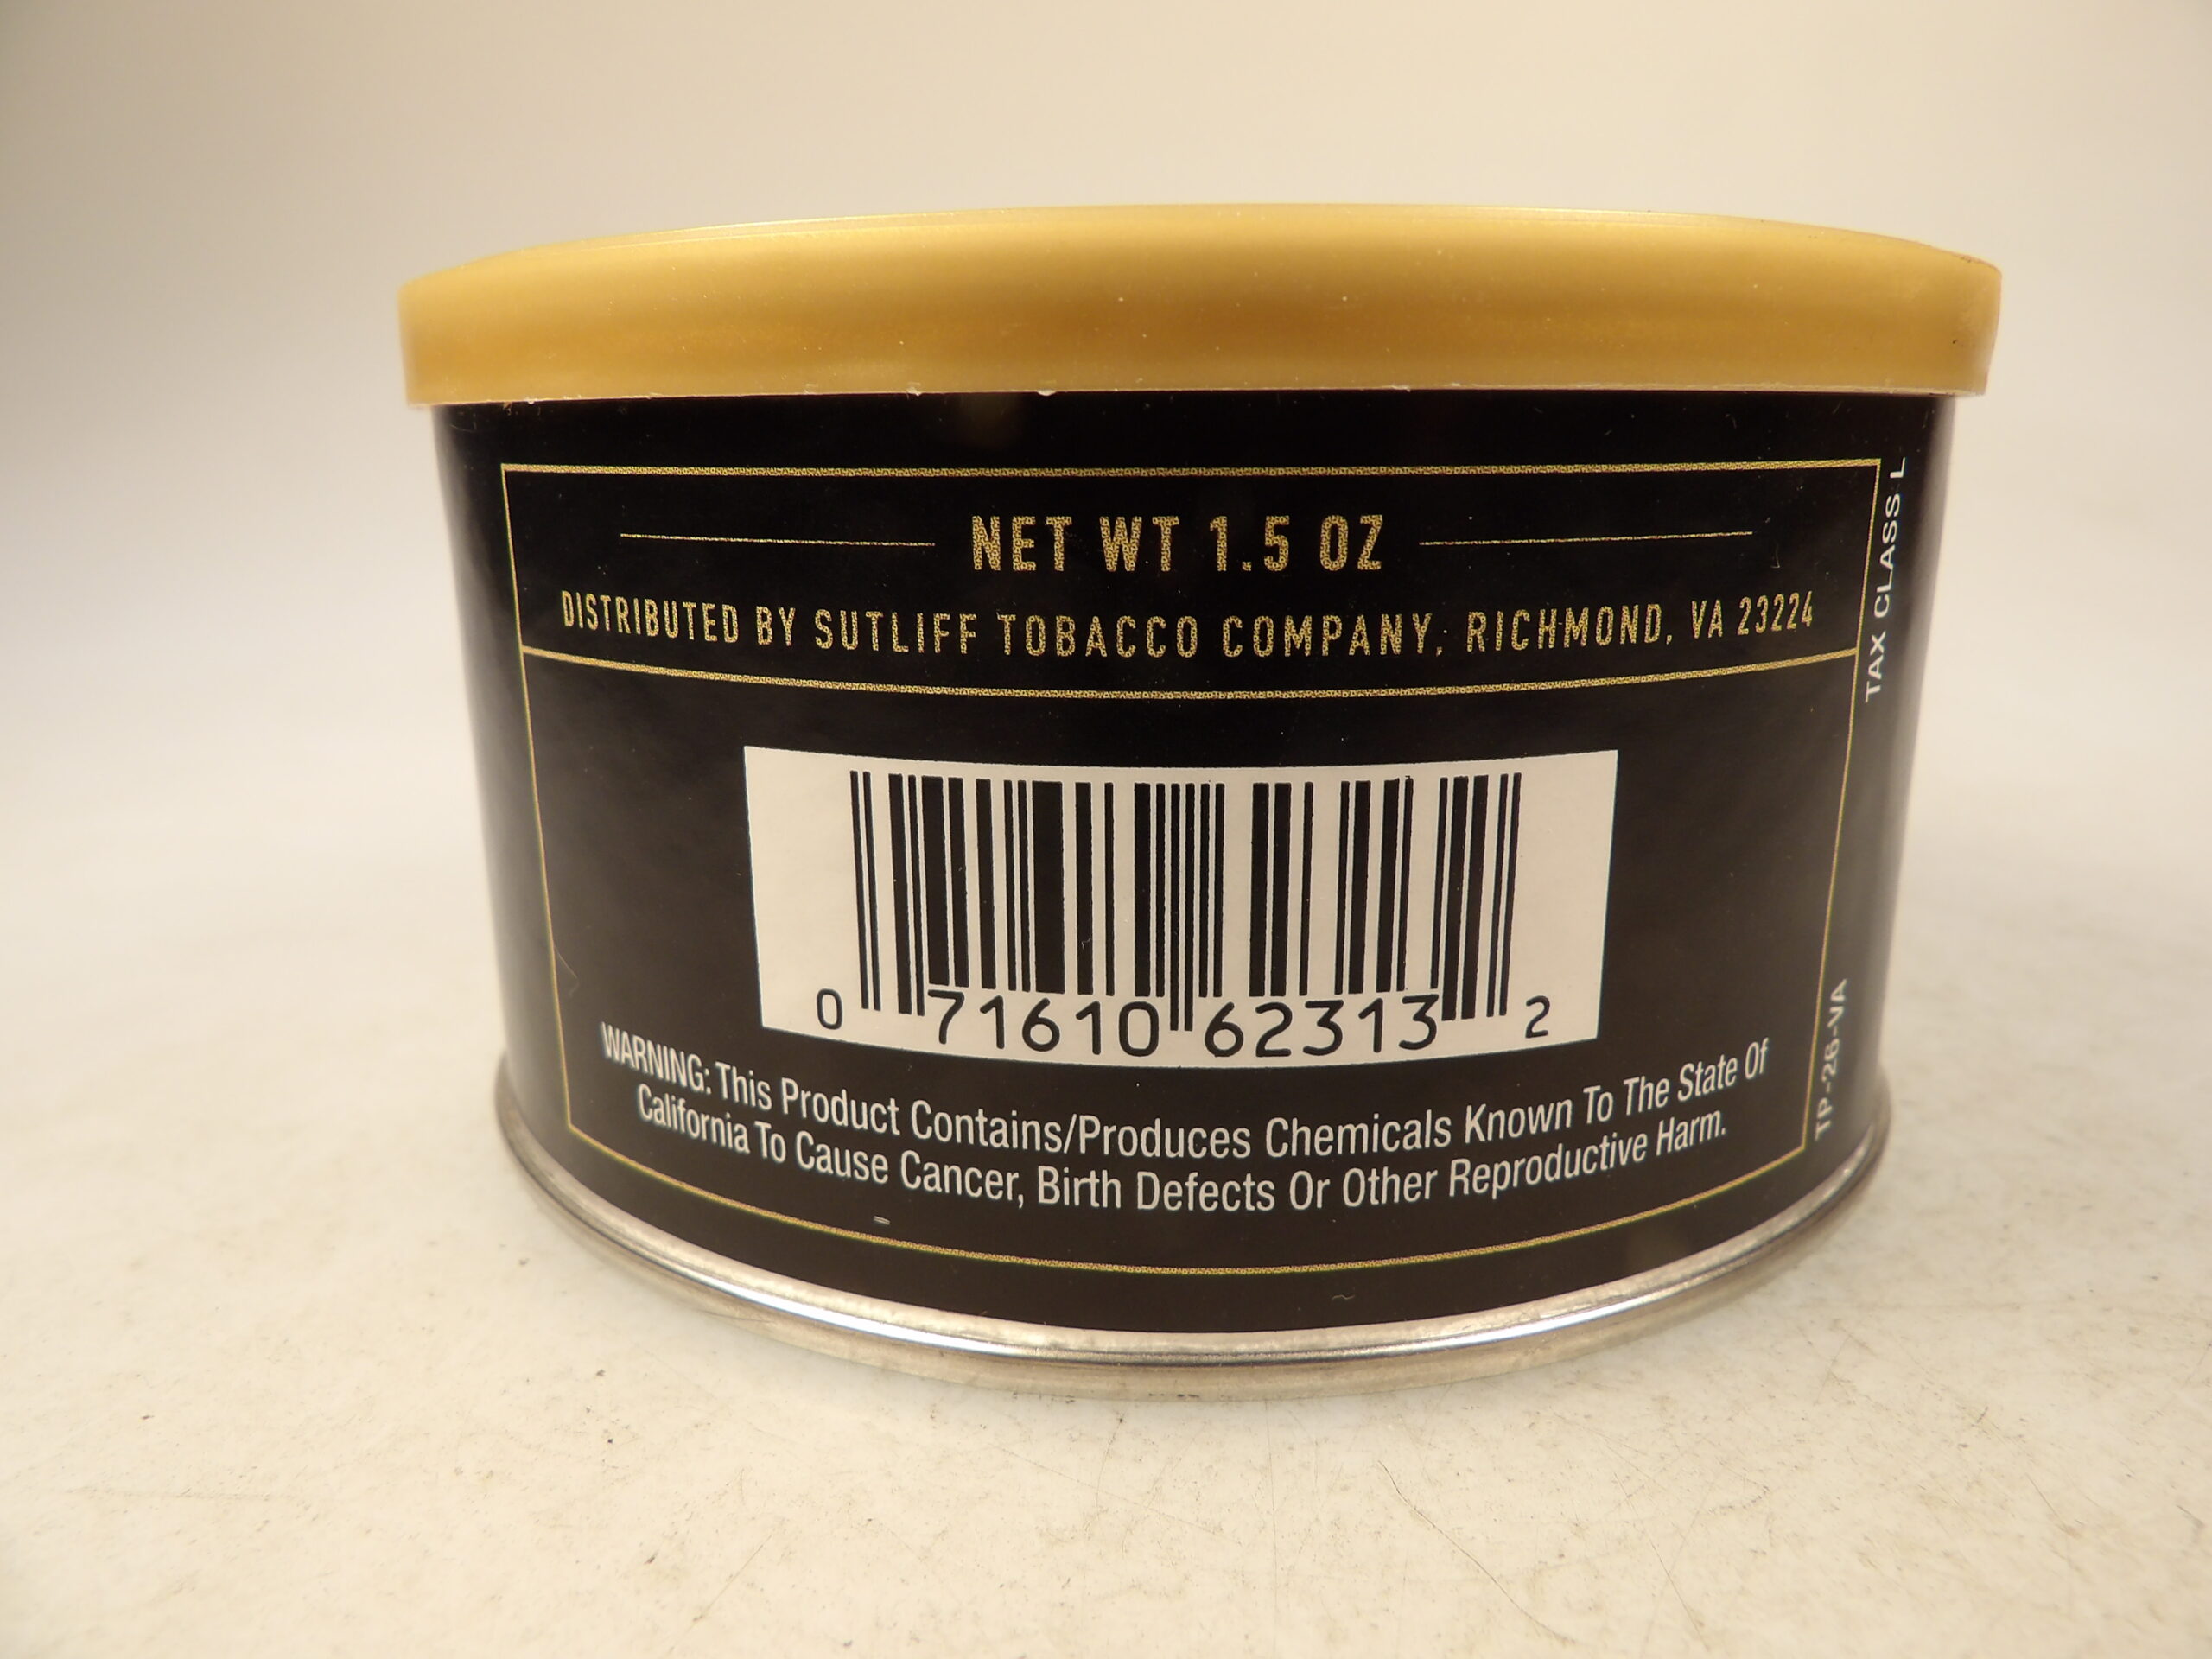 NET WT 1.5 OZ
DISTRIBUTED BY SUTLIFF TOBACCO COMPANY, RICHMOND, VA 23224
TAX CLASS L
0 71610 62313 2
TP-26-VA
WARNING: This Product Contains/Produces Chemicals Known To The State Of
California To Cause Cancer, Birth Defects Or Other Reproductive Harm.